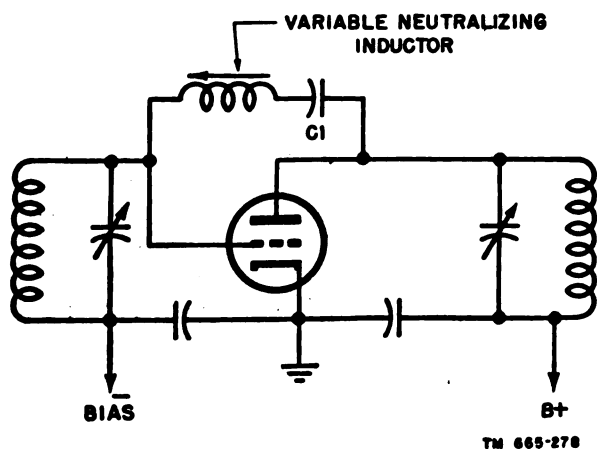 VARIABLE NEUTRALIZING
INDUCTOR
C1
BIAS
B+
TM 665-278